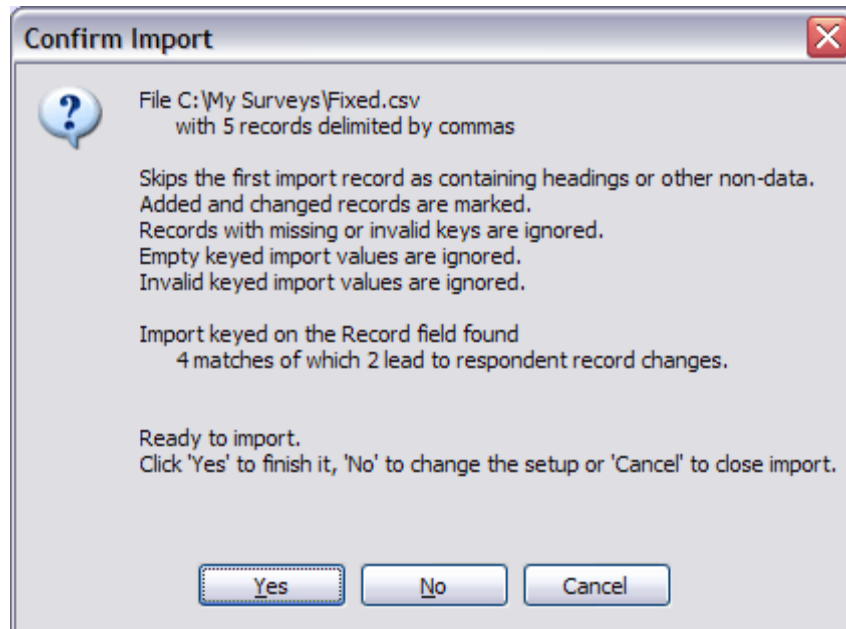 Confirm Import
File C:\My Surveys\Fixed.csv
with 5 records delimited by commas
Skips the first import record as containing headings or other non-data.
Added and changed records are marked.
Records with missing or invalid keys are ignored.
Empty keyed import values are ignored.
Invalid keyed import values are ignored.
Import keyed on the Record field found
4 matches of which 2 lead to respondent record changes.
Ready to import.
Click 'Yes' to finish it, 'No' to change the setup or 'Cancel' to close import.
Yes No Cancel